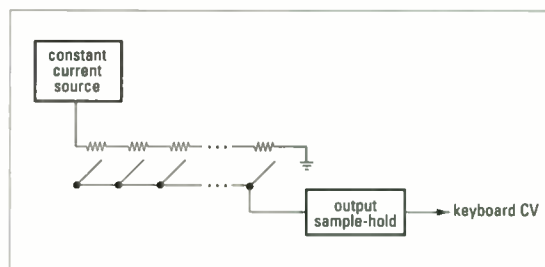 constant
current
source
output
sample-hold
keyboard CV